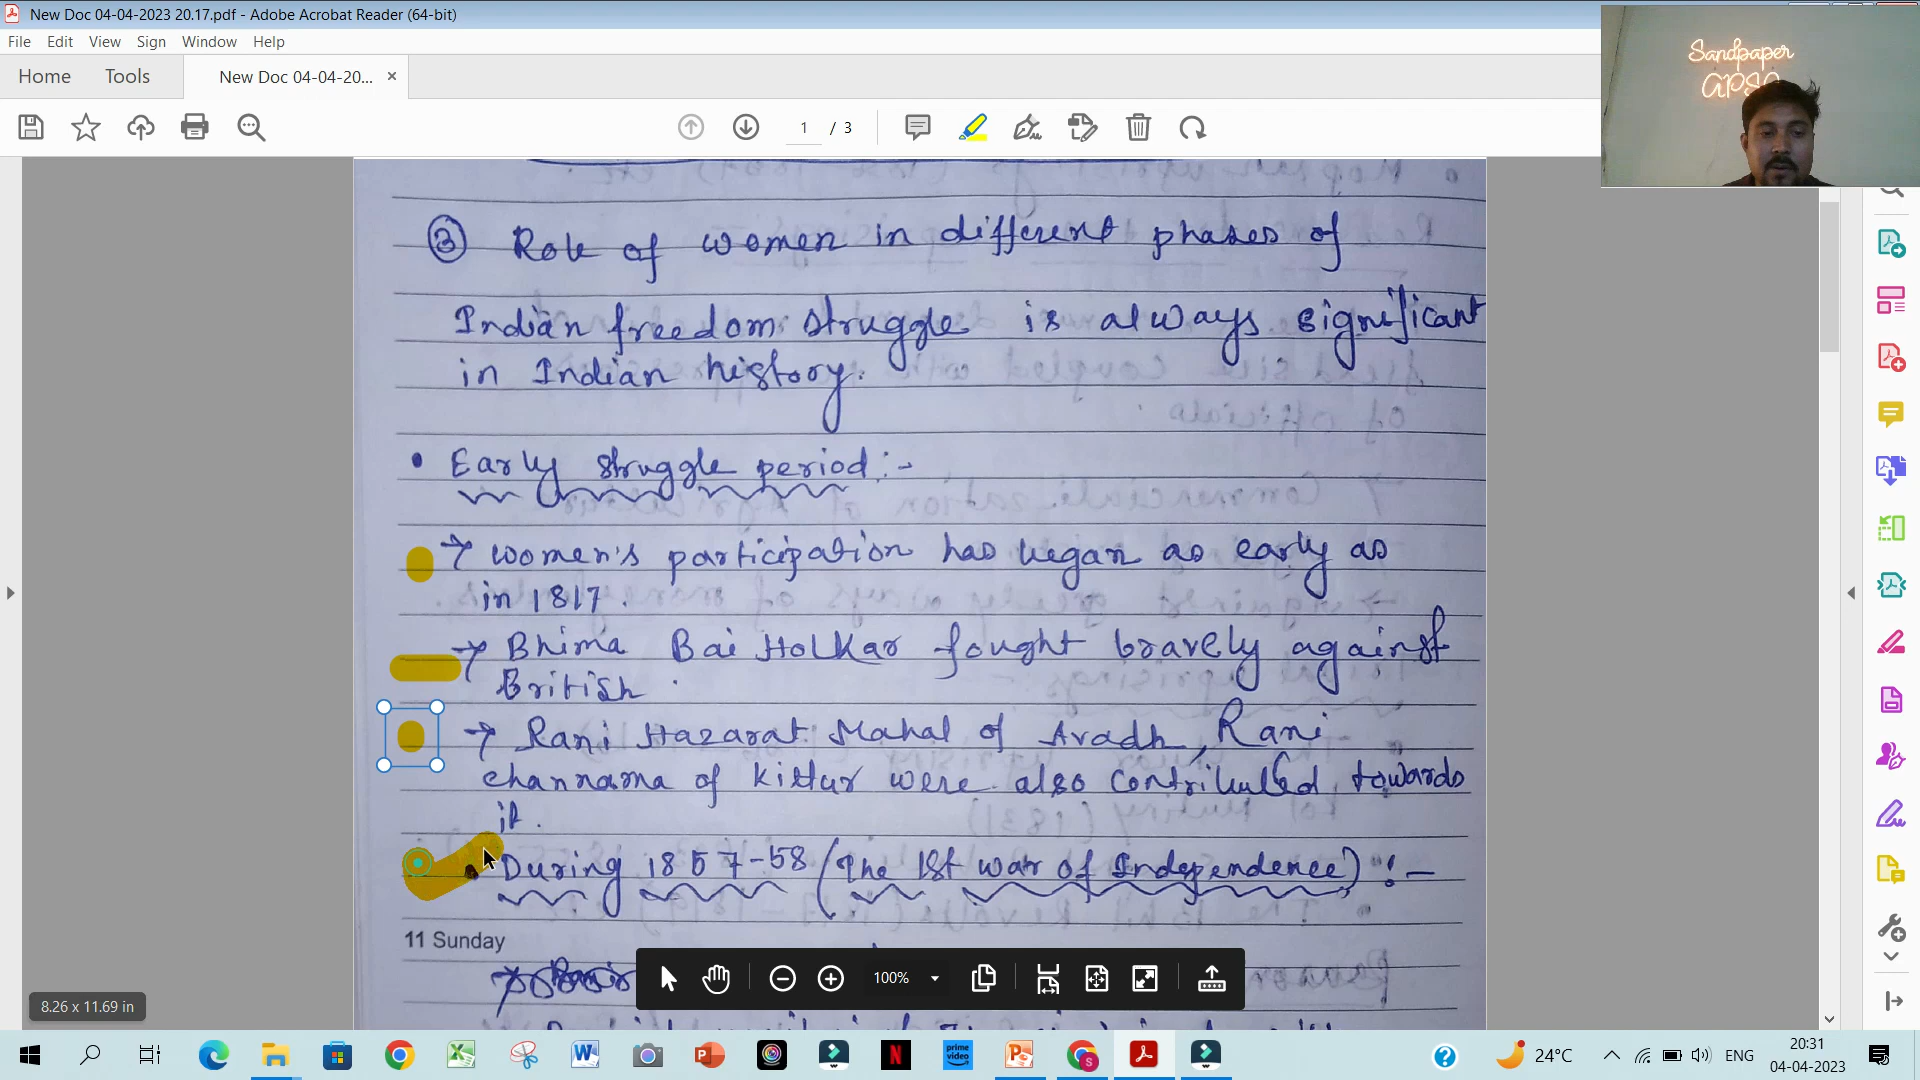 New Doc 04-04-2023 20.17.pdf - Adobe Acrobat Reader (64-bit)
File Edit View Sign Window Help
Home Tools New Doc 04-04-20... ×
1 / 3
Sandpaper
APSC
③ Role of women in different phases of
Indian freedom struggle is always significant
in Indian history.
• Early struggle period :-
→ women's participation has began as early as
in 1817.
→ Bhima Bai Holkar fought bravely against
British.
→ Rani Hazarat Mahal of Avadh, Rani
channama of kittur were also contributed towards
it.
• During 1857-58 (The 1st war of Independence) :-
11 Sunday
100%
8.26 x 11.69 in
24°C ENG 20:31
04-04-2023